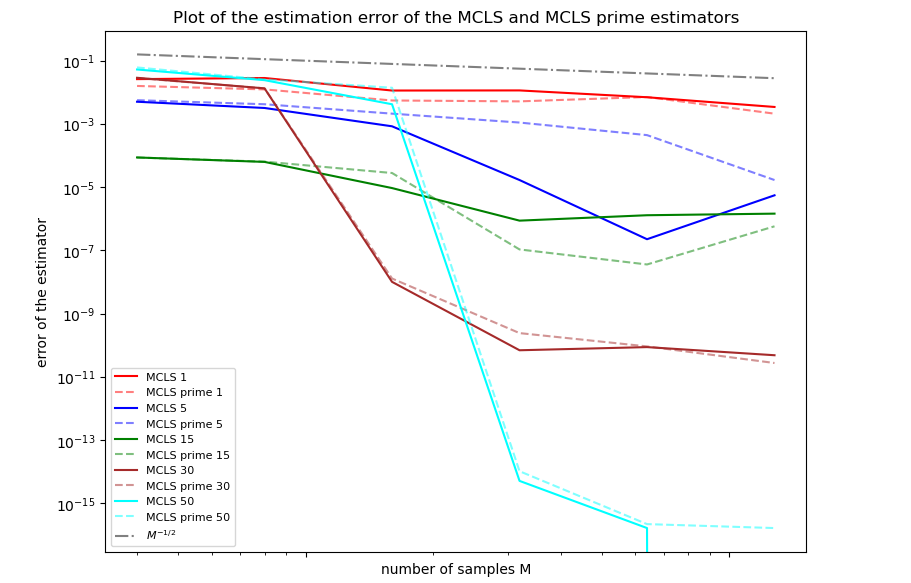 Plot of the estimation error of the MCLS and MCLS prime estimators
error of the estimator
10⁻¹
10⁻³
10⁻⁵
10⁻⁷
10⁻⁹
10⁻¹¹
10⁻¹³
10⁻¹⁵
MCLS 1
MCLS prime 1
MCLS 5
MCLS prime 5
MCLS 15
MCLS prime 15
MCLS 30
MCLS prime 30
MCLS 50
MCLS prime 50
M⁻¹ᐟ²
number of samples M